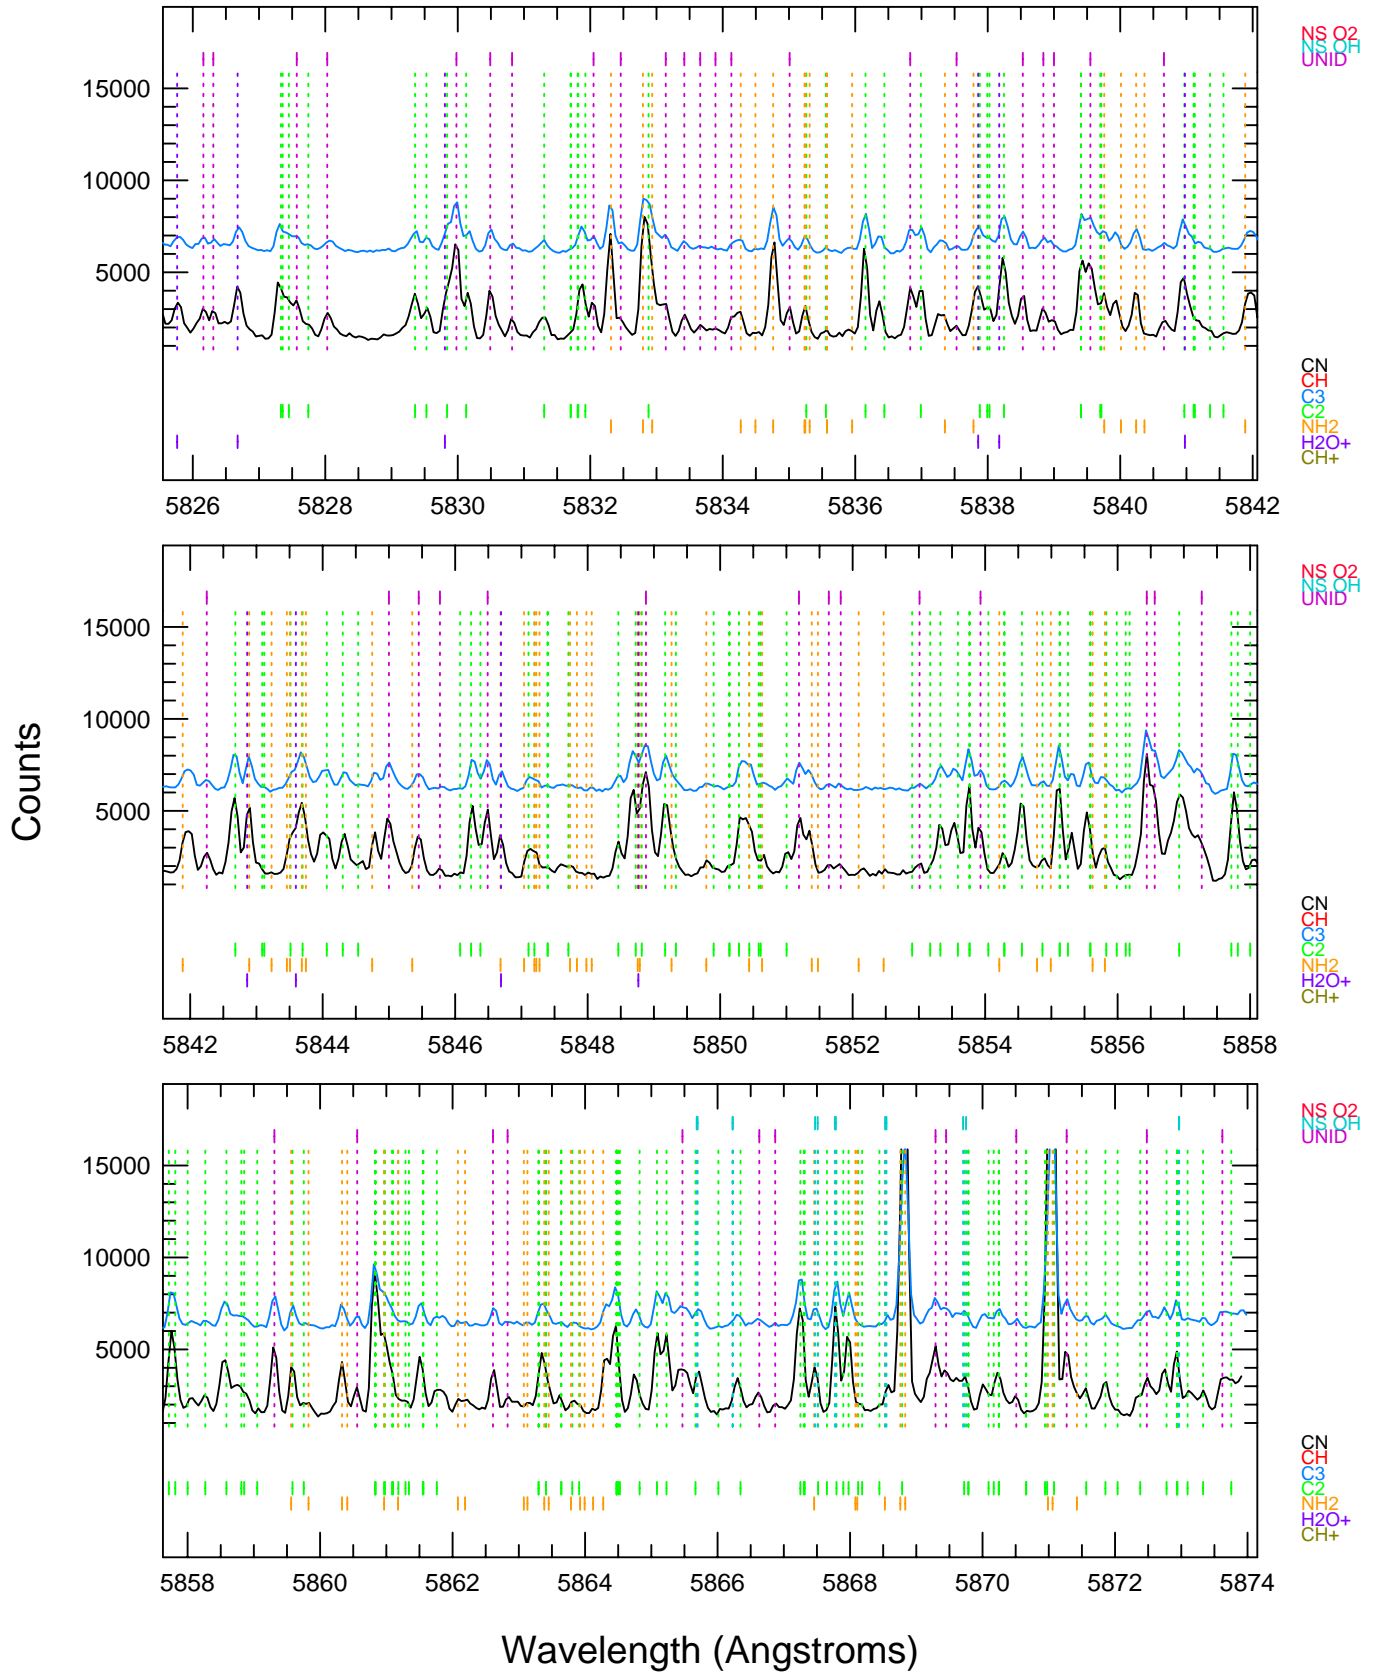 NS O2
NS OH
UNID
15000
10000
5000
CN
CH
C3
C2
NH2
H2O+
CH+
5826 5828 5830 5832 5834 5836 5838 5840 5842
NS O2
NS OH
UNID
15000
10000
5000
Counts
CN
CH
C3
C2
NH2
H2O+
CH+
5842 5844 5846 5848 5850 5852 5854 5856 5858
NS O2
NS OH
UNID
15000
10000
5000
CN
CH
C3
C2
NH2
H2O+
CH+
5858 5860 5862 5864 5866 5868 5870 5872 5874
Wavelength (Angstroms)